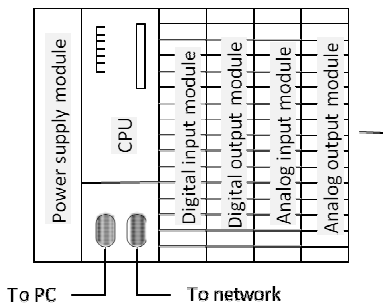 Power supply module
CPU
Digital input module
Digital output module
Analog input module
Analog output module
To PC
To network